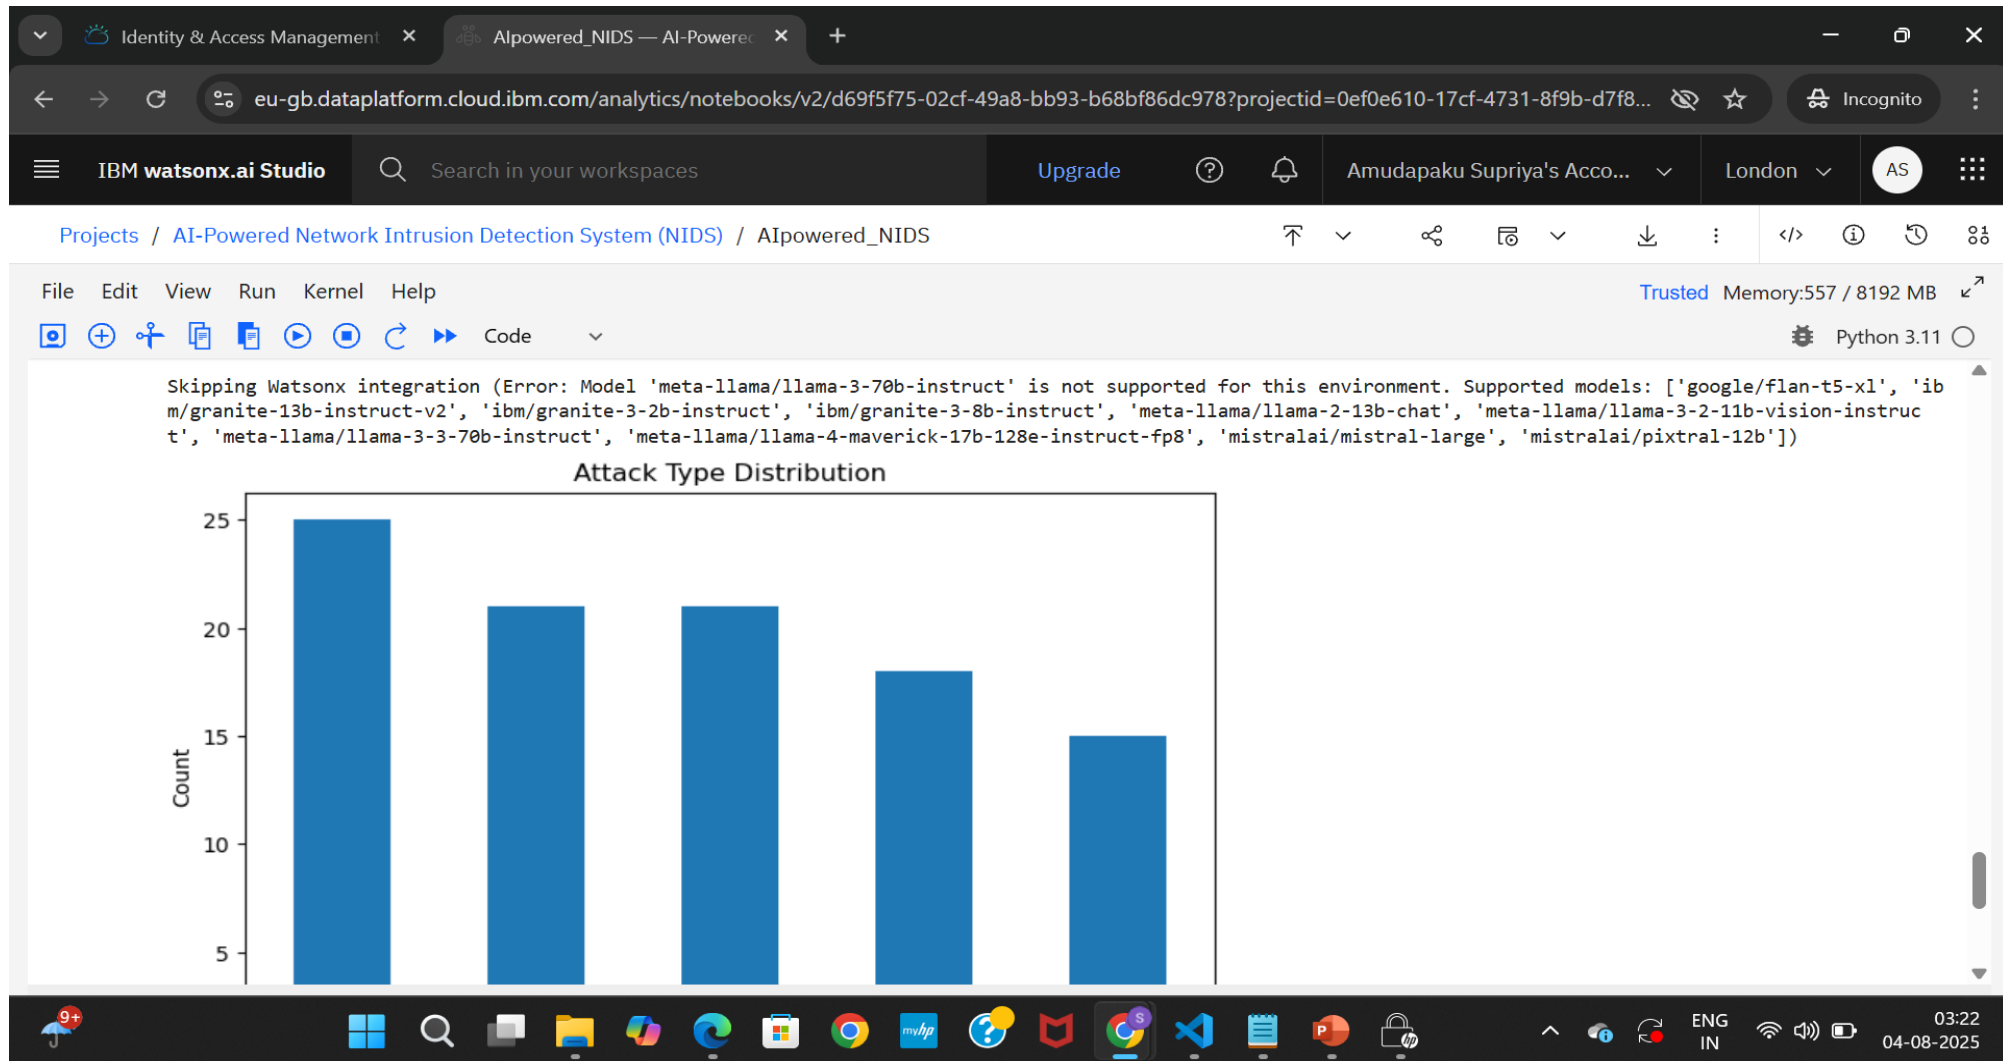 Identity & Access Management
AIpowered_NIDS — AI-Powered
eu-gb.dataplatform.cloud.ibm.com/analytics/notebooks/v2/d69f5f75-02cf-49a8-bb93-b68bf86dc978?projectid=0ef0e610-17cf-4731-8f9b-d7f8...
Incognito
IBM watsonx.ai Studio
Search in your workspaces
Upgrade
Amudapaku Supriya's Acco...
London
AS
Projects / AI-Powered Network Intrusion Detection System (NIDS) / AIpowered_NIDS
File Edit View Run Kernel Help
Trusted Memory:557 / 8192 MB
Code
Python 3.11
Skipping Watsonx integration (Error: Model 'meta-llama/llama-3-70b-instruct' is not supported for this environment. Supported models: ['google/flan-t5-xl', 'ib
m/granite-13b-instruct-v2', 'ibm/granite-3-2b-instruct', 'ibm/granite-3-8b-instruct', 'meta-llama/llama-2-13b-chat', 'meta-llama/llama-3-2-11b-vision-instruc
t', 'meta-llama/llama-3-3-70b-instruct', 'meta-llama/llama-4-maverick-17b-128e-instruct-fp8', 'mistralai/mistral-large', 'mistralai/pixtral-12b'])
Attack Type Distribution
25
20
15
10
5
Count
9+
myhp
S
P
hp
ENG
IN
03:22
04-08-2025